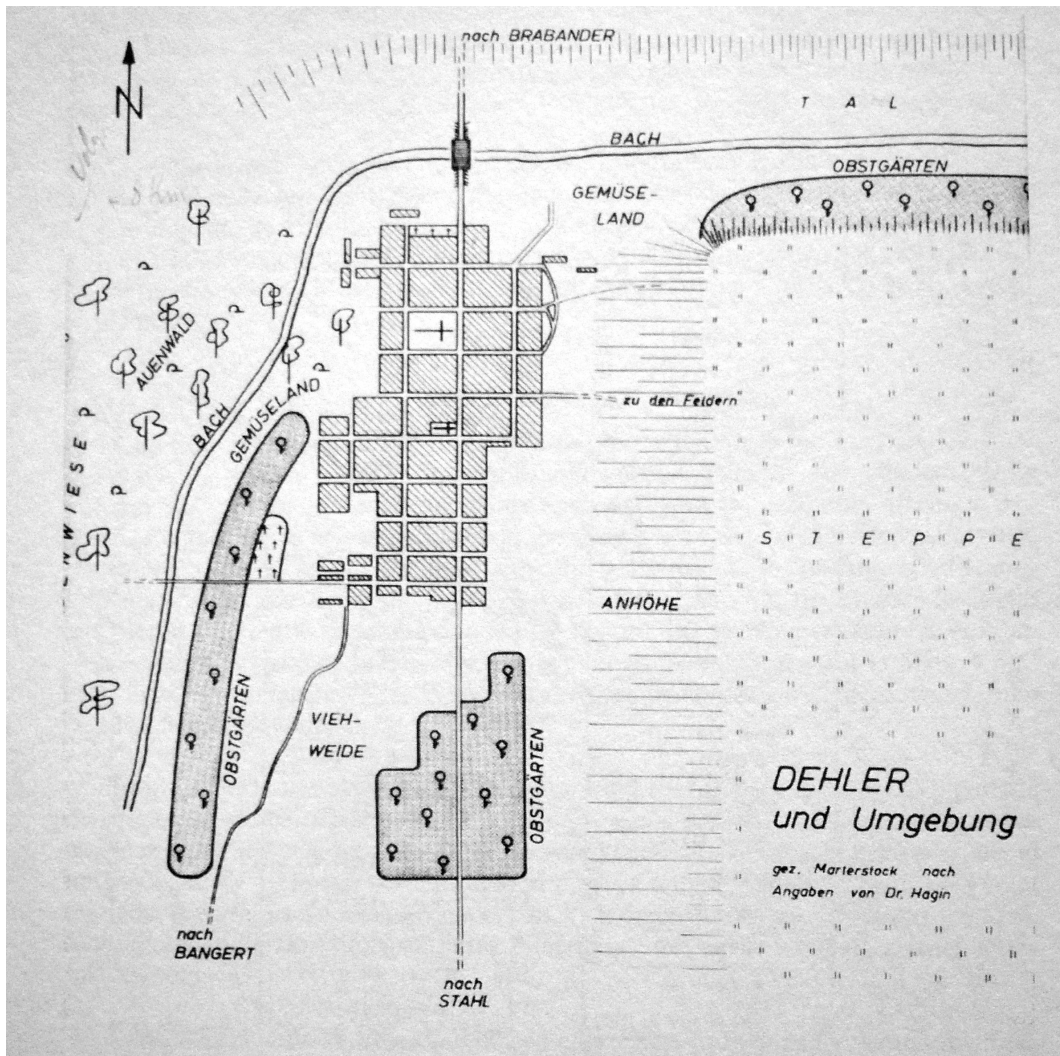 nach BRABANDER
N
T A L
BACH
OBSTGÄRTEN
GEMÜSE-
LAND
AUENWALD
BACH
GEMÜSELAND
zu den Feldern
ENWIESE
S T E P P E
ANHÖHE
OBSTGÄRTEN
VIEH-
WEIDE
OBSTGÄRTEN
DEHLER
und Umgebung
gez. Marterstock nach
Angaben von Dr. Hagin
nach
BANGERT
nach
STAHL